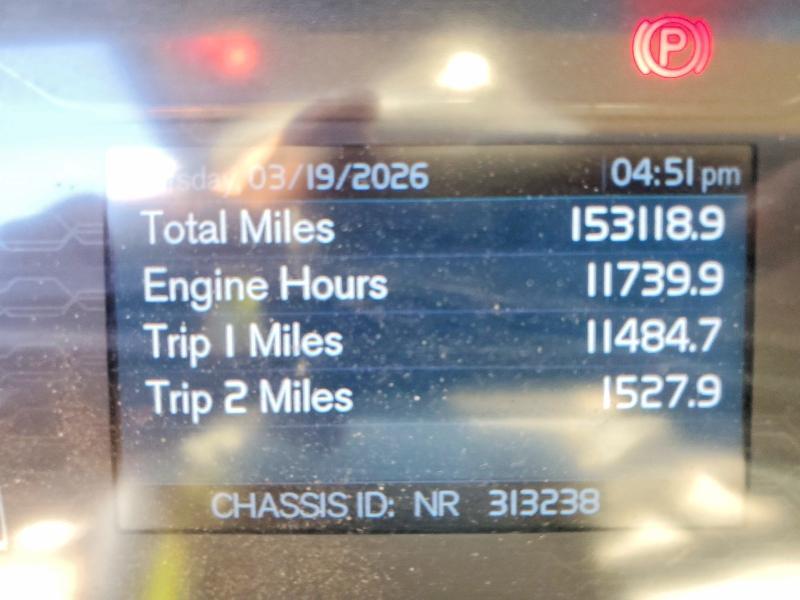 03/19/2026 04:51 pm
Total Miles 153118.9
Engine Hours 11739.9
Trip 1 Miles 11484.7
Trip 2 Miles 1527.9
CHASSIS ID: NR 313238
P